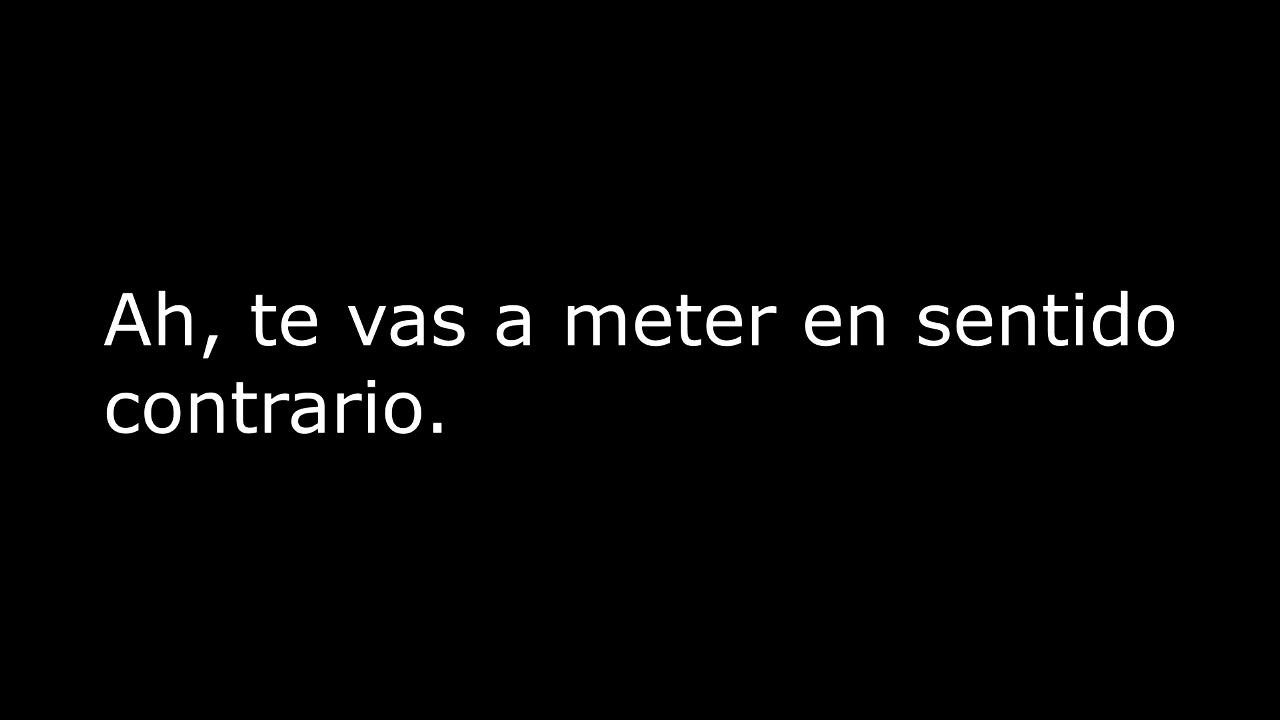 Ah, te vas a meter en sentido
contrario.